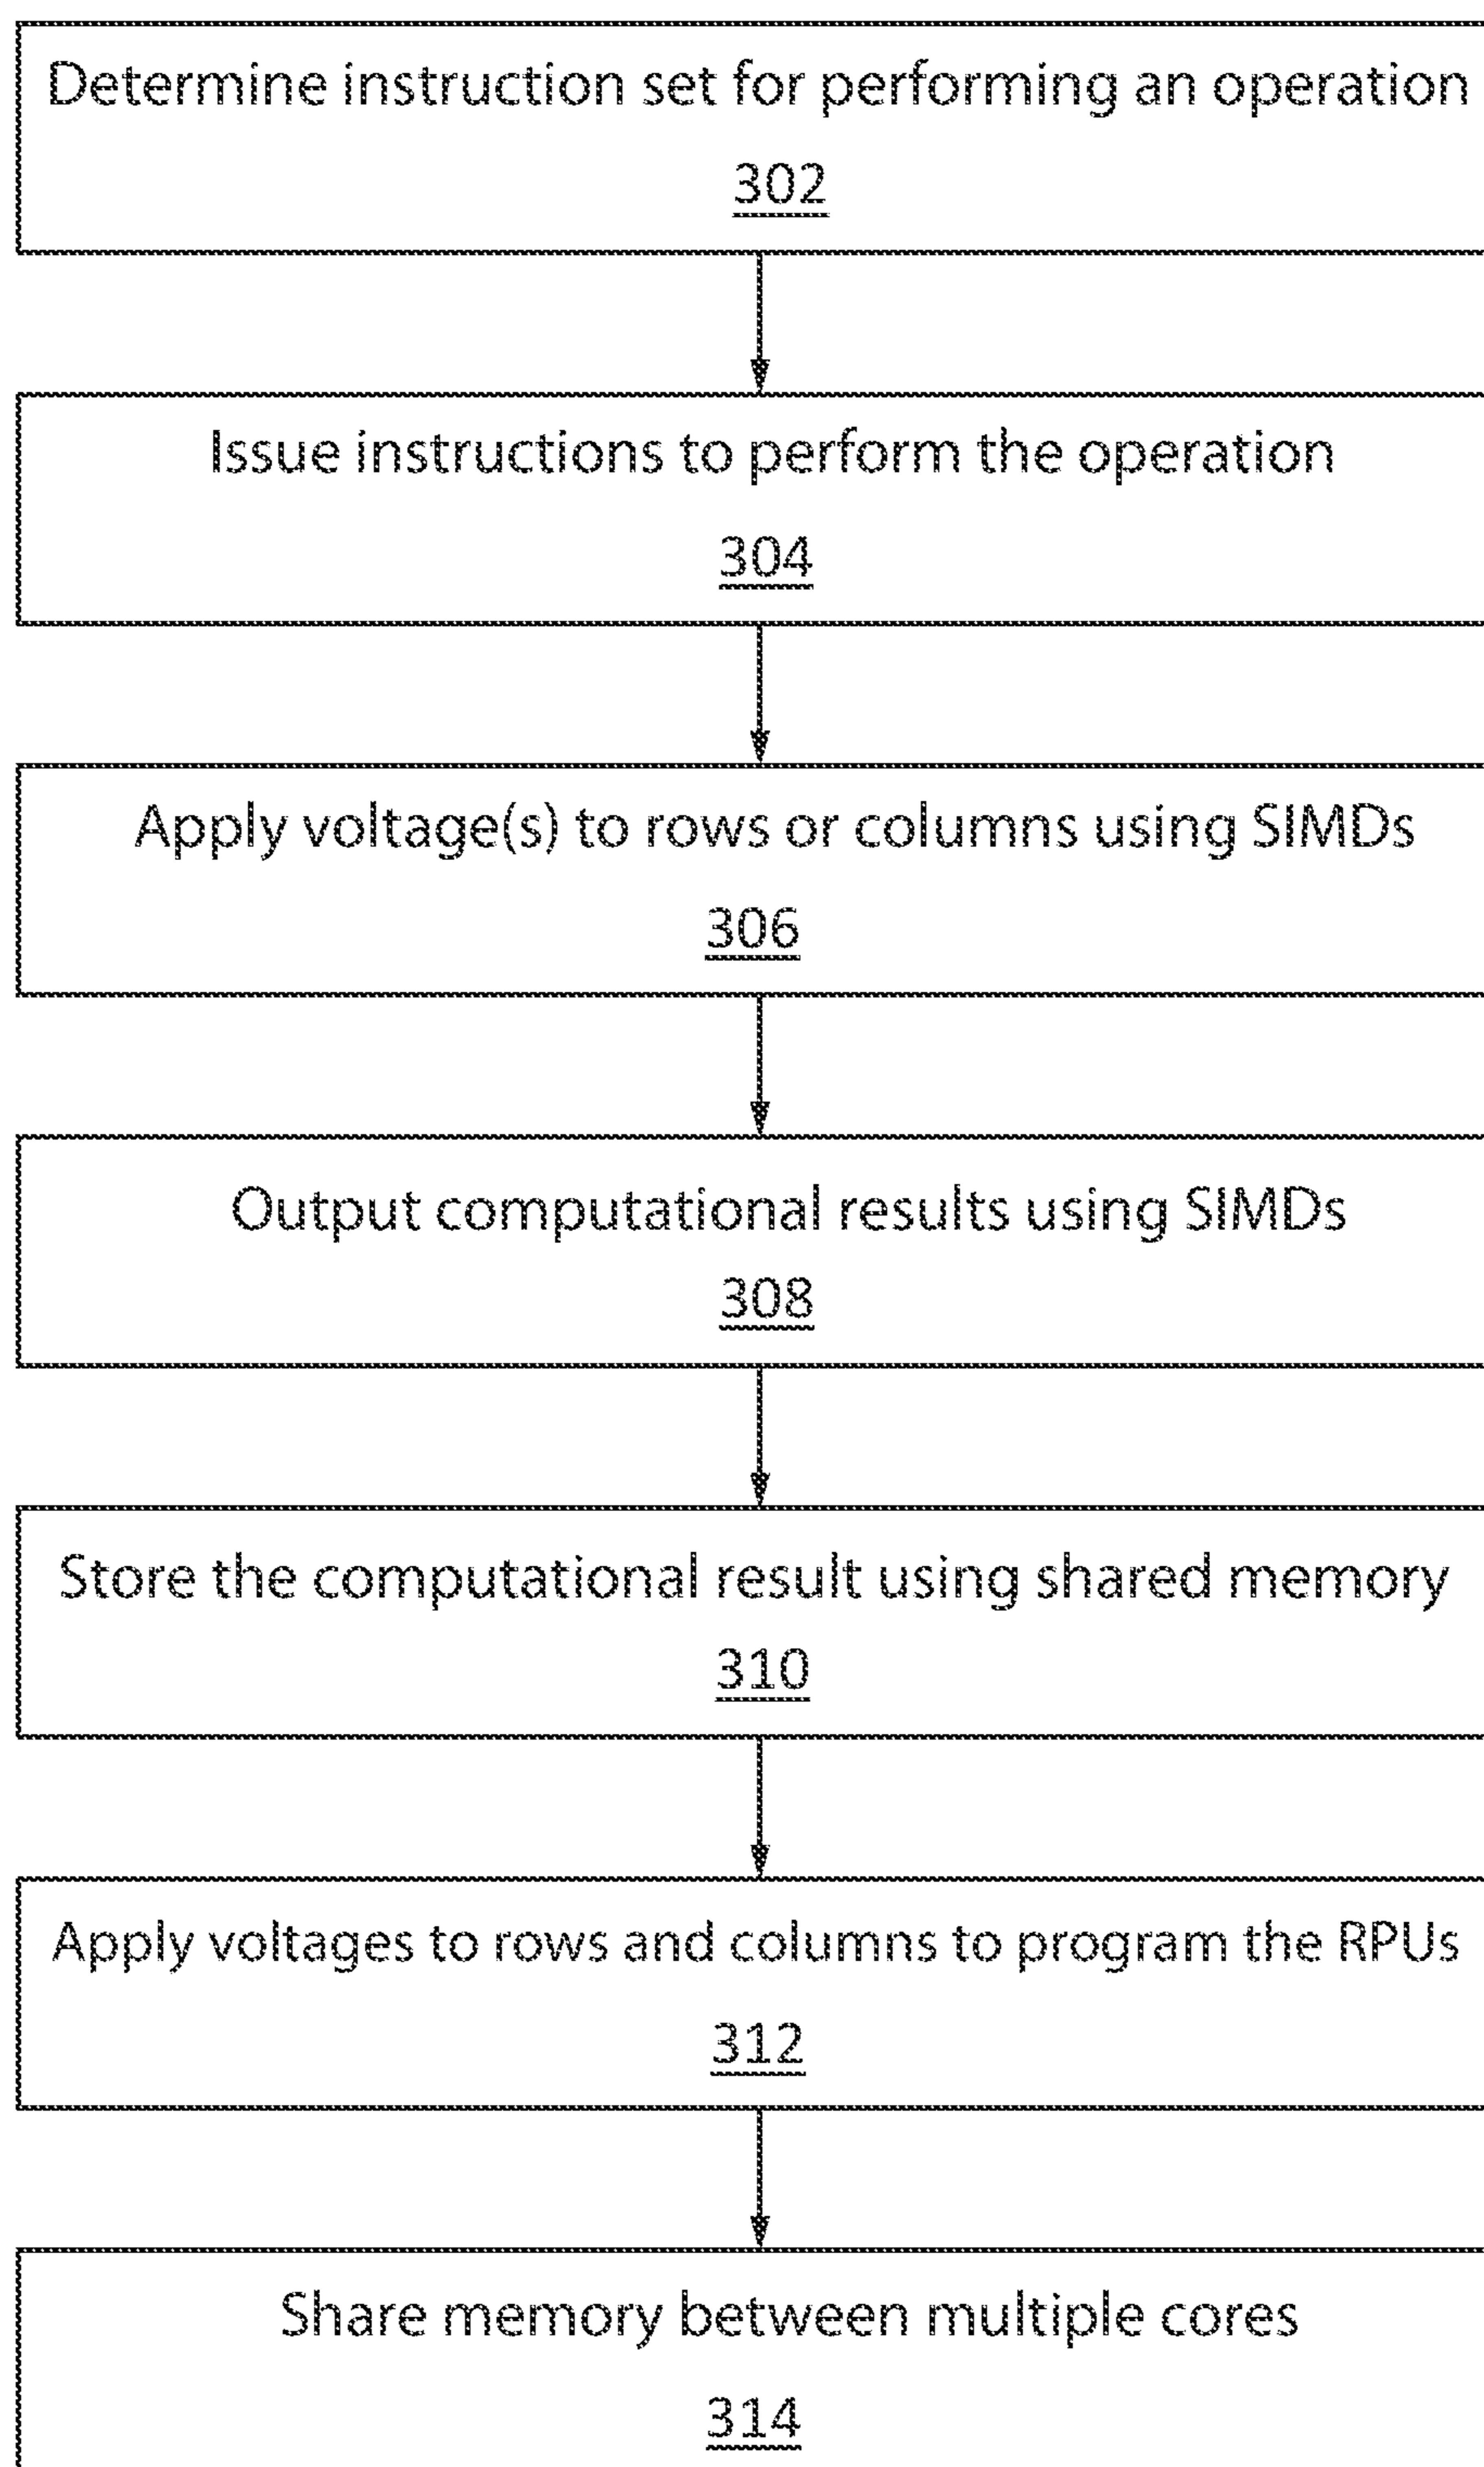 Determine instruction set for performing an operation
302
Issue instructions to perform the operation
304
Apply voltage(s) to rows or columns using SIMDs
306
Output computational results using SIMDs
308
Store the computational result using shared memory
310
Apply voltages to rows and columns to program the RPUs
312
Share memory between multiple cores
314